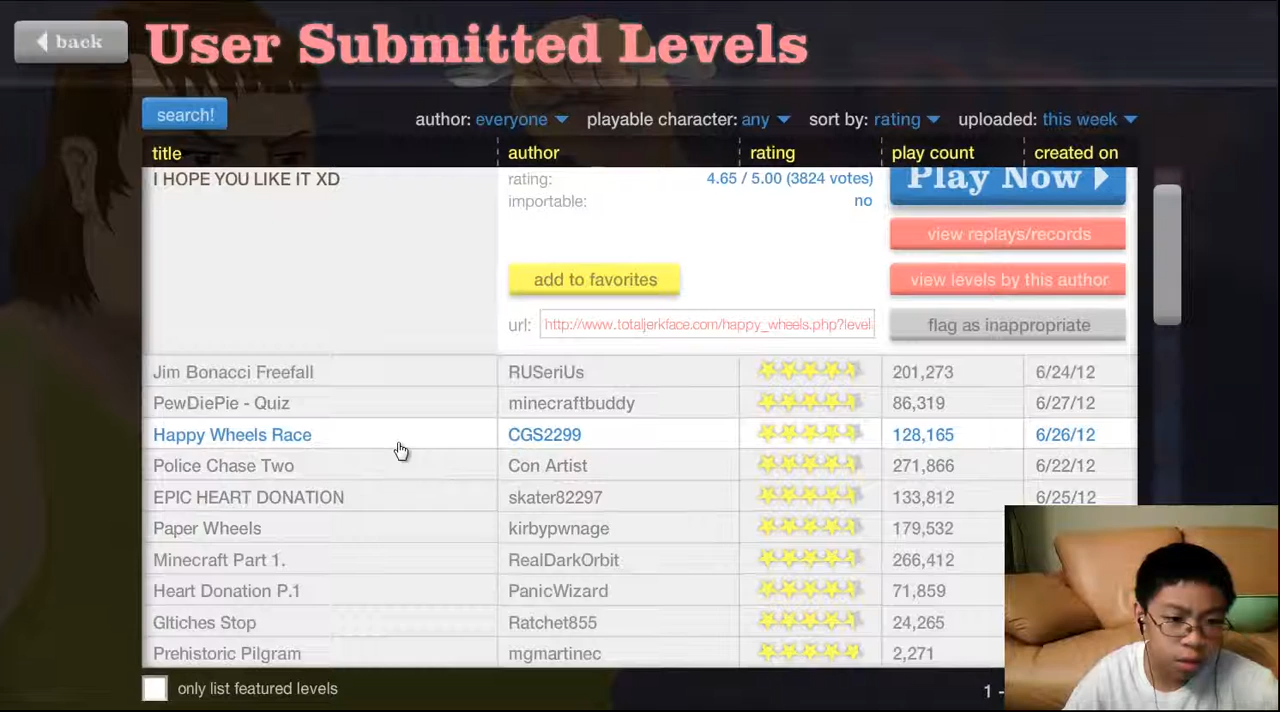 back
User Submitted Levels
search!
author: everyone playable character: any sort by: rating uploaded: this week
title author rating play count created on
I HOPE YOU LIKE IT XD
rating: 4.65 / 5.00 (3824 votes)
importable: no
Play Now
view replays/records
add to favorites
view levels by this author
url: http://www.totaljerkface.com/happy_wheels.php?level
flag as inappropriate
Jim Bonacci Freefall RUSeriUs 201,273 6/24/12
PewDiePie - Quiz minecraftbuddy 86,319 6/27/12
Happy Wheels Race CGS2299 128,165 6/26/12
Police Chase Two Con Artist 271,866 6/22/12
EPIC HEART DONATION skater82297 133,812 6/25/12
Paper Wheels kirbypwnage 179,532
Minecraft Part 1. RealDarkOrbit 266,412
Heart Donation P.1 PanicWizard 71,859
Gltiches Stop Ratchet855 24,265
Prehistoric Pilgram mgmartinec 2,271
only list featured levels
1 -